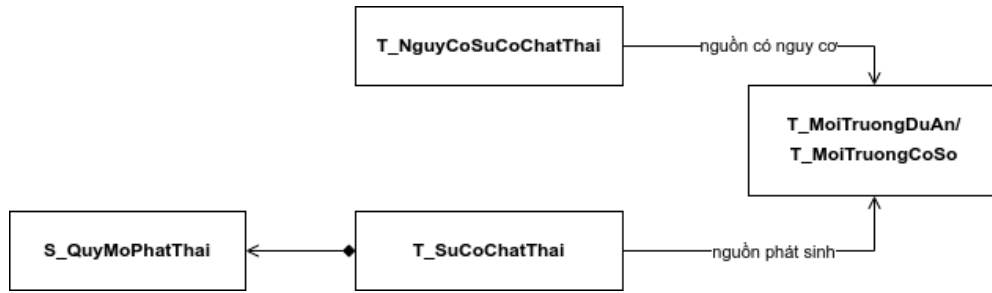 T_NguyCoSuCoChatThai
nguồn có nguy cơ
T_MoiTruongDuAn/
T_MoiTruongCoSo
S_QuyMoPhatThai
T_SuCoChatThai
nguồn phát sinh